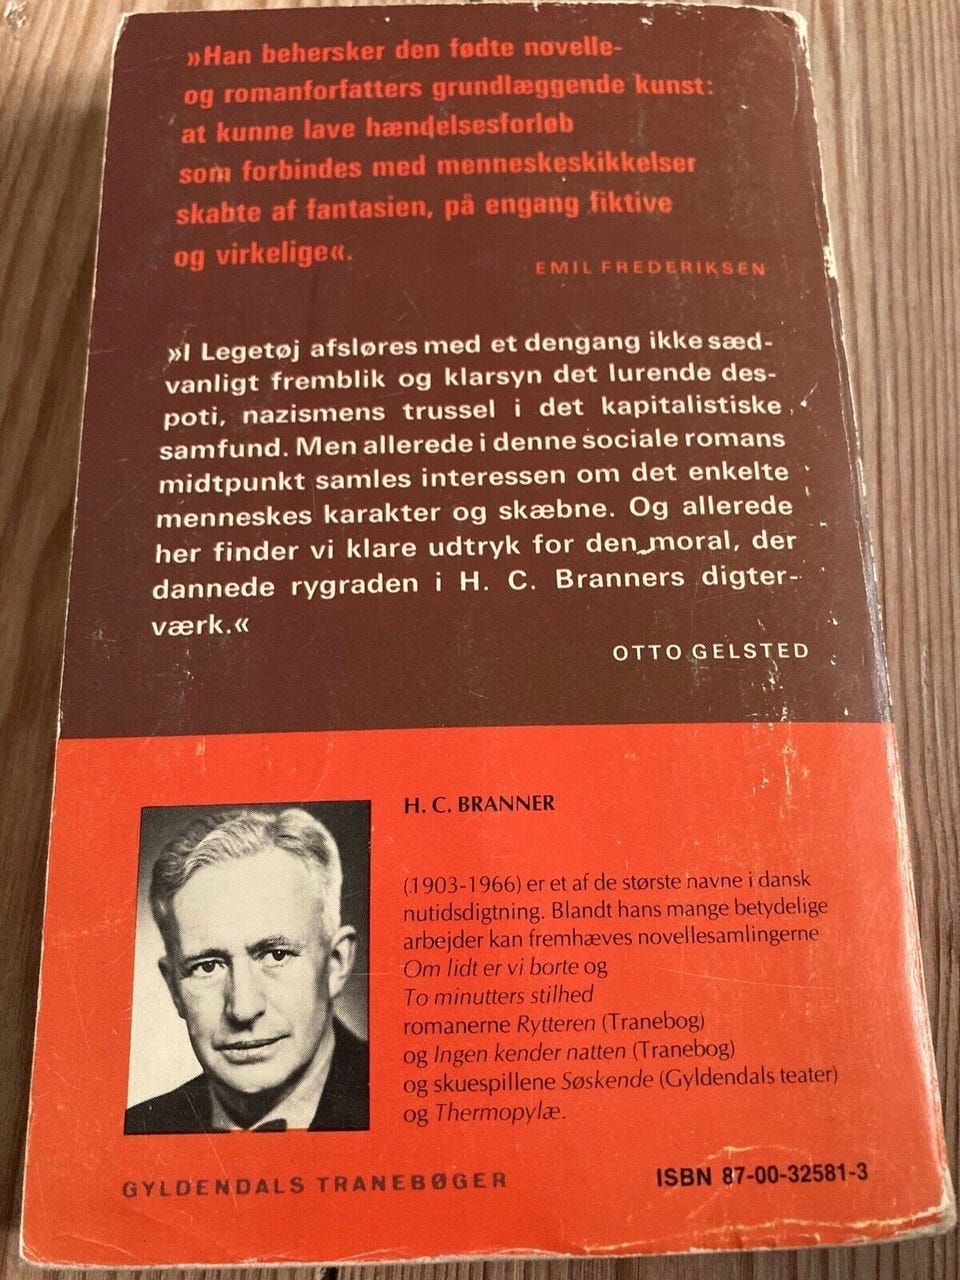 »Han behersker den fødte novelle-
og romanforfatters grundlæggende kunst:
at kunne lave hændelsesforløb
som forbindes med menneskeskikkelser
skabte af fantasien, på engang fiktive
og virkelige«.
EMIL FREDERIKSEN
»I Legetøj afsløres med et dengang ikke sæd-
vanligt fremblik og klarsyn det lurende des-
poti, nazismens trussel i det kapitalistiske
samfund. Men allerede i denne sociale romans
midtpunkt samles interessen om det enkelte
menneskes karakter og skæbne. Og allerede
her finder vi klare udtryk for den moral, der
dannede rygraden i H. C. Branners digter-
værk.«
OTTO GELSTED
H. C. BRANNER
(1903-1966) er et af de største navne i dansk
nutidsdigtning. Blandt hans mange betydelige
arbejder kan fremhæves novellesamlingerne
Om lidt er vi borte og
To minutters stilhed
romanerne Rytteren (Tranebog)
og Ingen kender natten (Tranebog)
og skuespillene Søskende (Gyldendals teater)
og Thermopylæ.
GYLDENDALS TRANEBØGER
ISBN 87-00-32581-3